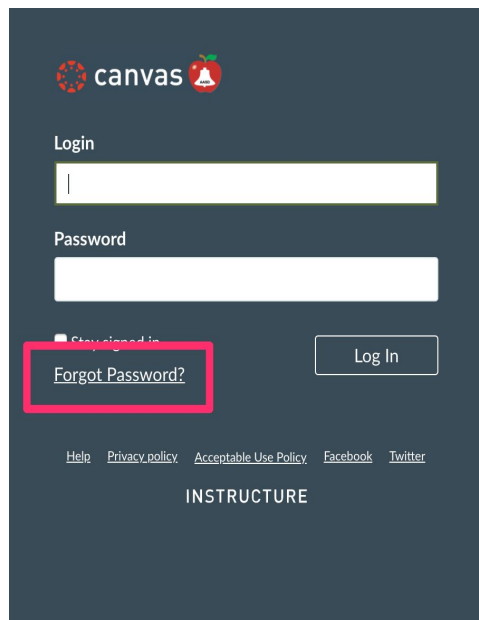 canvas
Login
Password
Stay signed in
Forgot Password?
Log In
Help Privacy policy Acceptable Use Policy Facebook Twitter
INSTRUCTURE